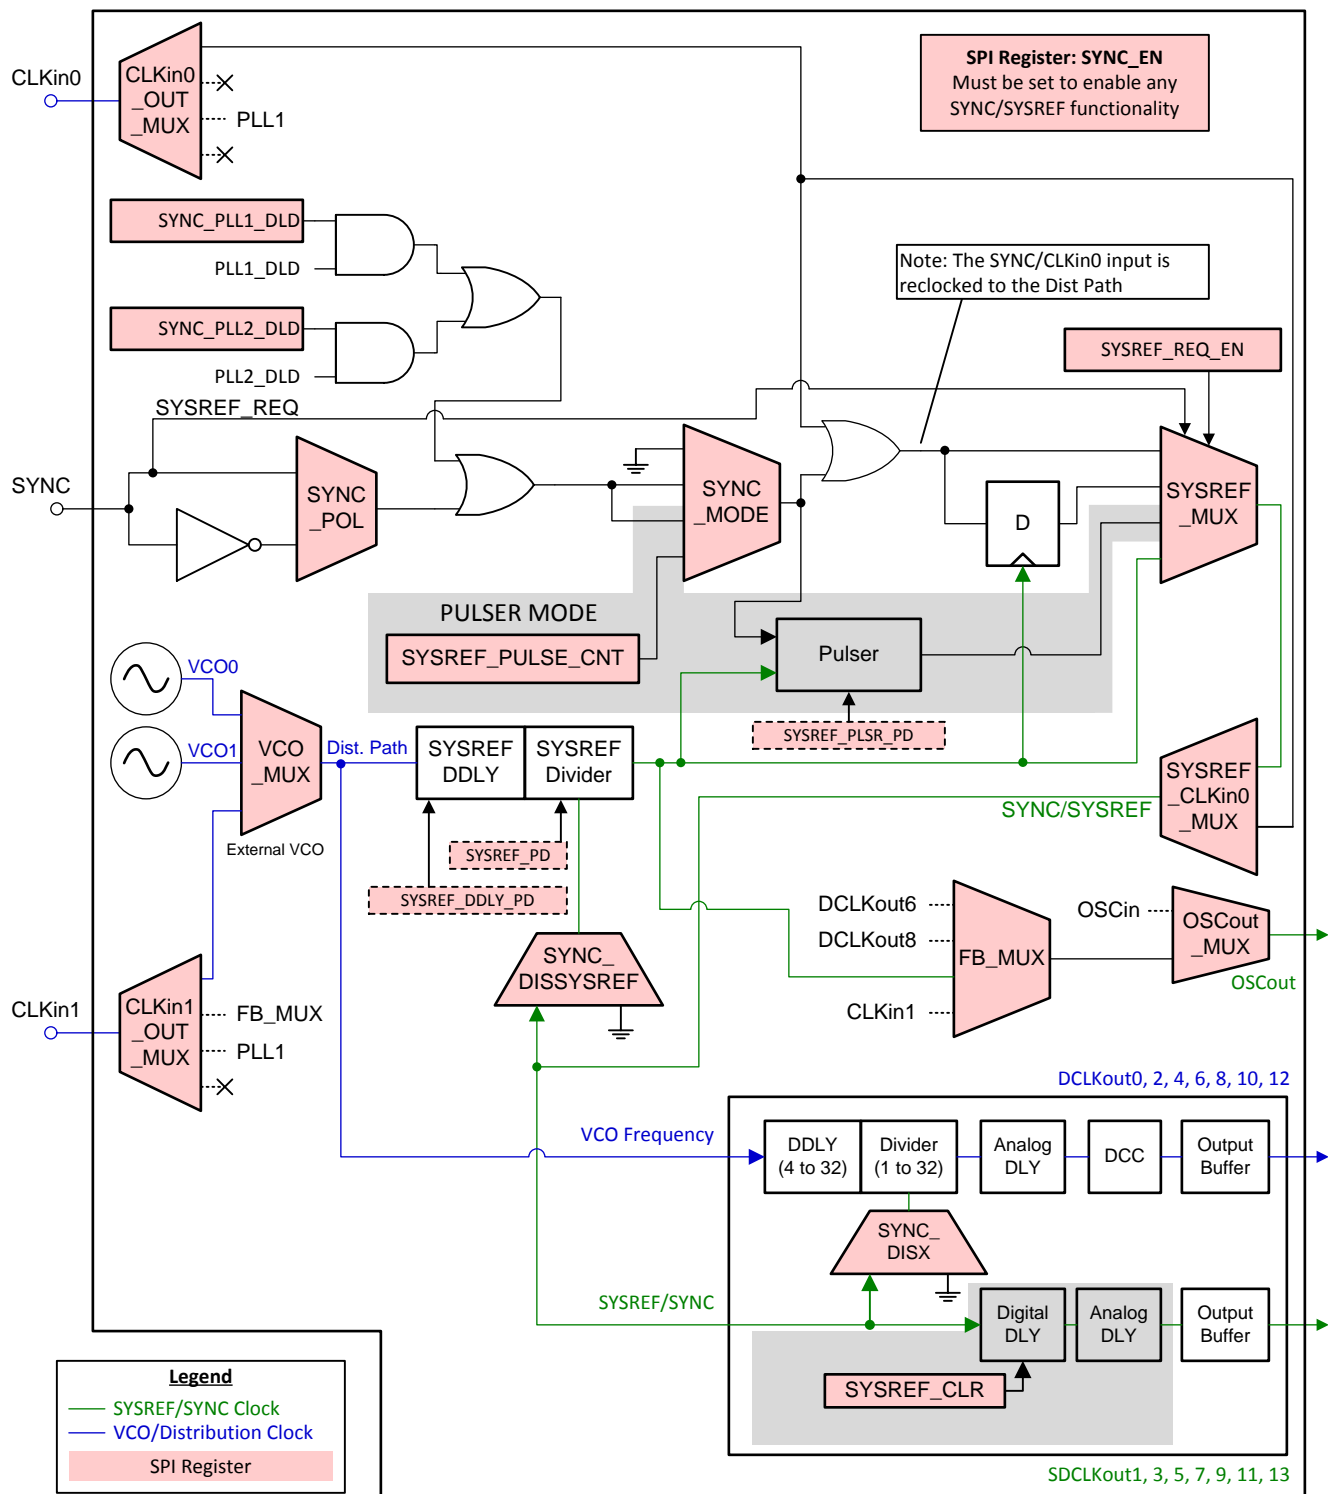 CLKin0
CLKin0
_OUT
_MUX
PLL1
SPI Register: SYNC_EN
Must be set to enable any
SYNC/SYSREF functionality
SYNC_PLL1_DLD
PLL1_DLD
SYNC_PLL2_DLD
PLL2_DLD
Note: The SYNC/CLKin0 input is
reclocked to the Dist Path
SYSREF_REQ_EN
SYSREF_REQ
SYNC
SYNC
_POL
SYNC
_MODE
D
SYSREF
_MUX
PULSER MODE
SYSREF_PULSE_CNT
Pulser
SYSREF_PLSR_PD
VCO0
VCO1
VCO
_MUX
External VCO
Dist. Path
SYSREF
DDLY
SYSREF
Divider
SYSREF_PD
SYSREF_DDLY_PD
SYNC/SYSREF
SYSREF
_CLKin0
_MUX
SYNC_
DISSYSREF
DCLKout6
DCLKout8
CLKin1
FB_MUX
OSCin
OSCout
_MUX
OSCout
CLKin1
CLKin1
_OUT
_MUX
FB_MUX
PLL1
DCLKout0, 2, 4, 6, 8, 10, 12
VCO Frequency
DDLY
(4 to 32)
Divider
(1 to 32)
Analog
DLY
DCC
Output
Buffer
SYNC_
DISX
SYSREF/SYNC
Digital
DLY
Analog
DLY
Output
Buffer
SYSREF_CLR
SDCLKout1, 3, 5, 7, 9, 11, 13
Legend
SYSREF/SYNC Clock
VCO/Distribution Clock
SPI Register